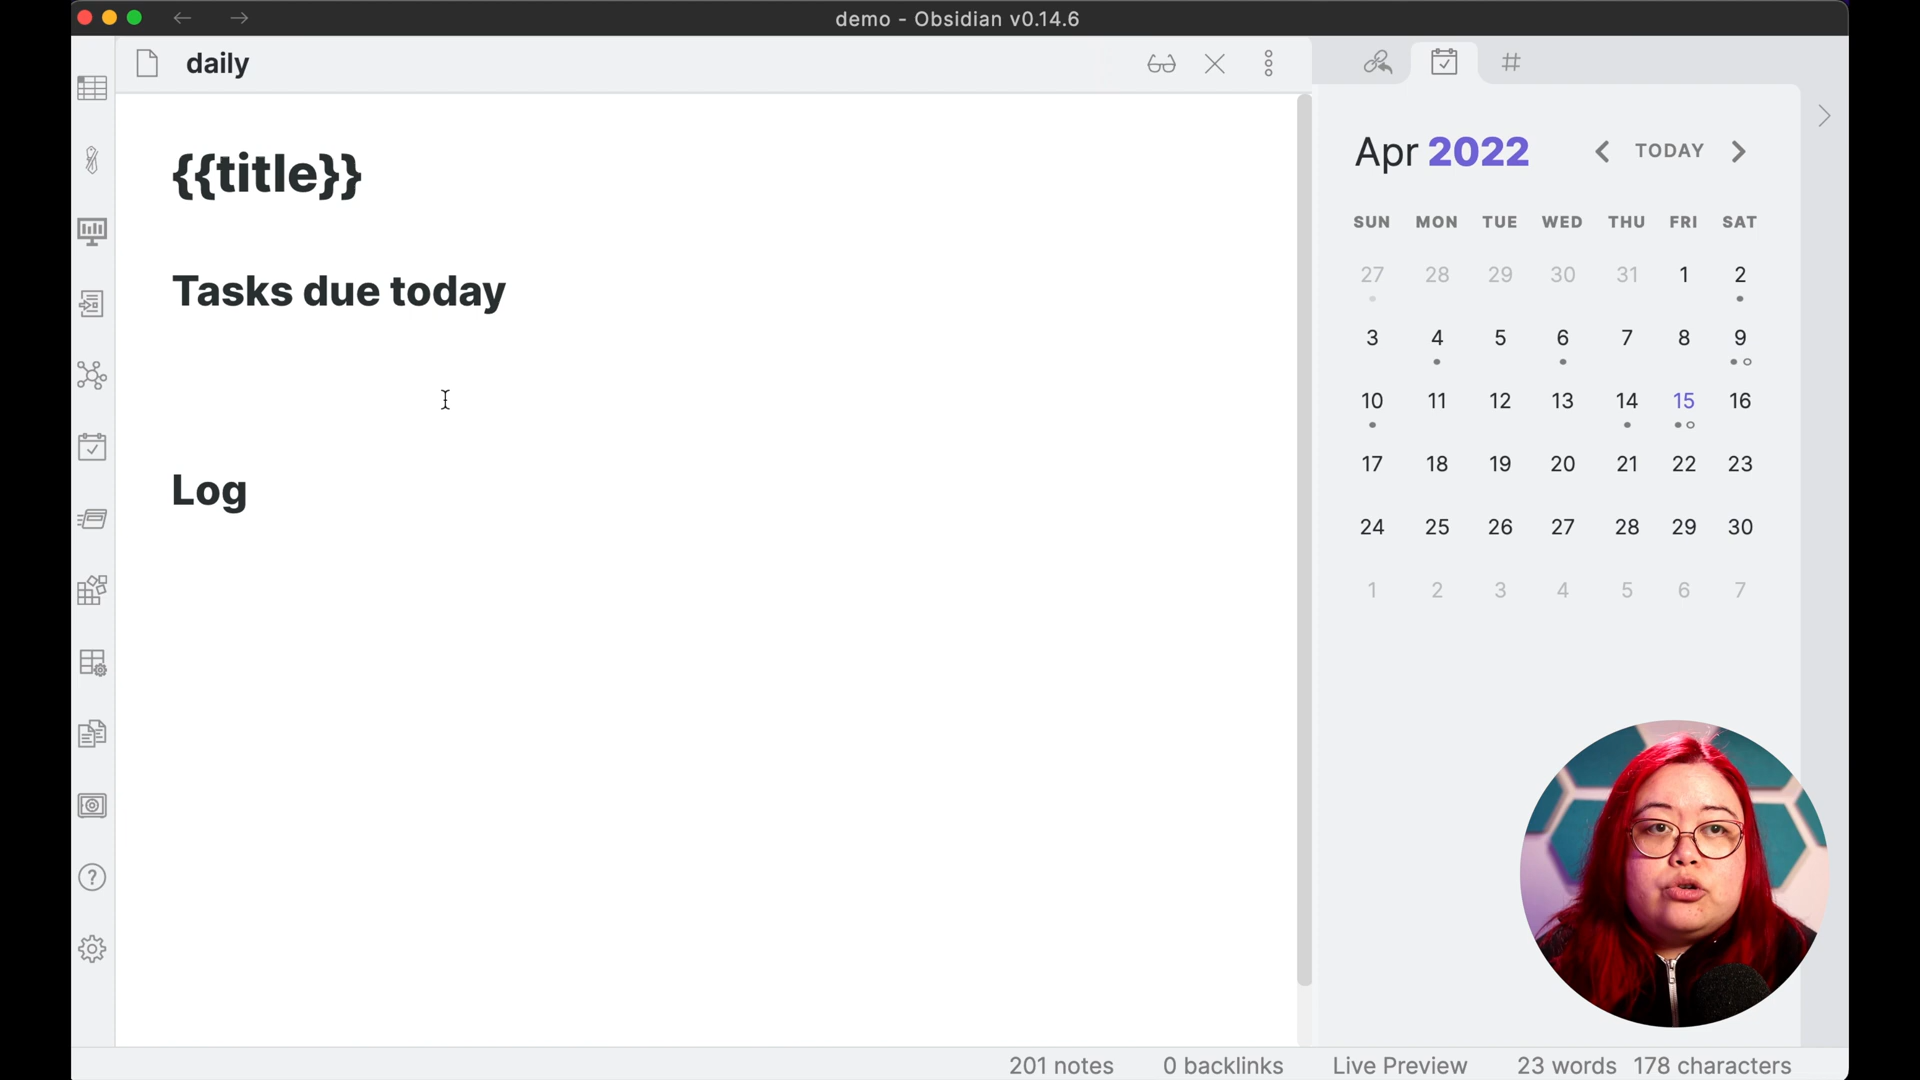 demo - Obsidian v0.14.6
daily
{{title}}
Tasks due today
Log
Apr 2022
TODAY
SUN MON TUE WED THU FRI SAT
27 28 29 30 31 1 2
3 4 5 6 7 8 9
10 11 12 13 14 15 16
17 18 19 20 21 22 23
24 25 26 27 28 29 30
1 2 3 4 5 6 7
201 notes 0 backlinks Live Preview 23 words 178 characters